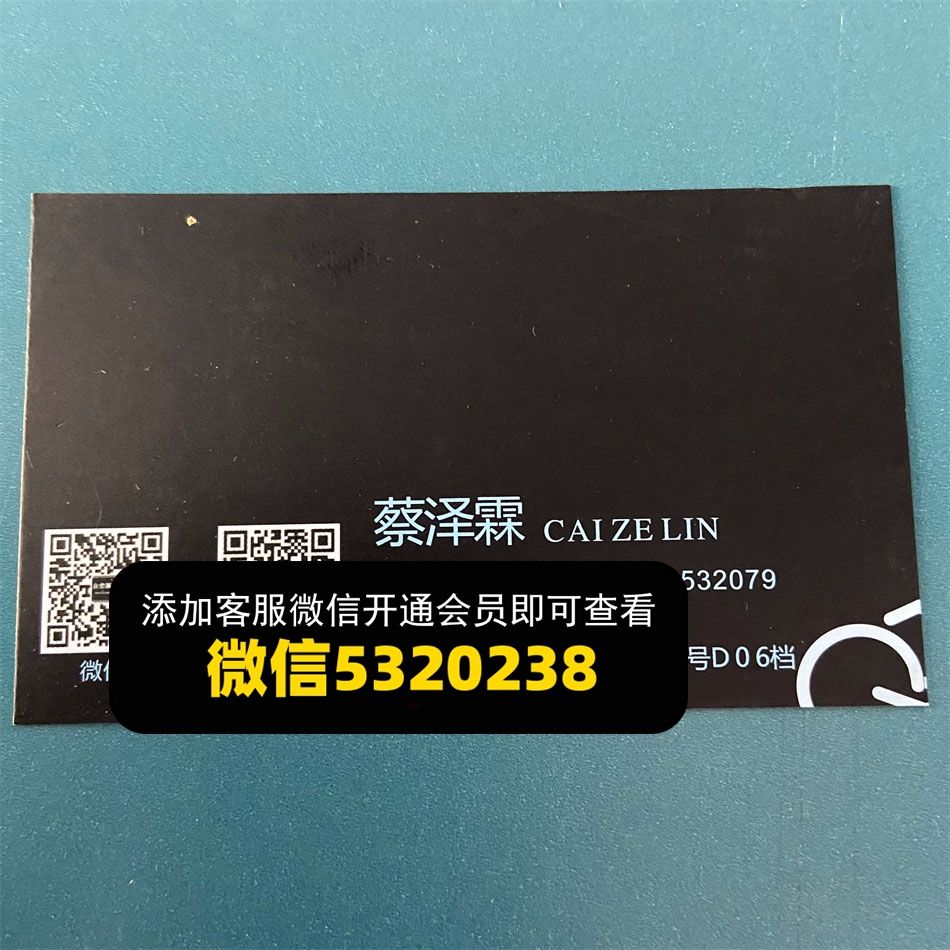 蔡泽霖 CAI ZE LIN
532079
添加客服微信开通会员即可查看
微信5320238
号D06档
微